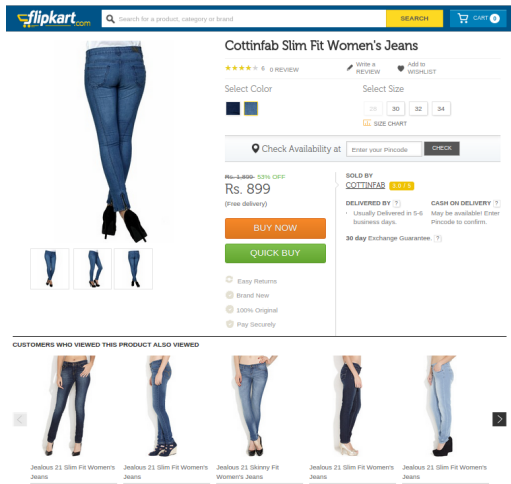 flipkart.com
Search for a product, category or brand
SEARCH
CART 0
Cottinfab Slim Fit Women's Jeans
6 0 REVIEW
Write a REVIEW
Add to WISHLIST
Select Color
Select Size
28 30 32 34
SIZE CHART
Check Availability at
Enter your Pincode
CHECK
Rs. 1,899 53% OFF
Rs. 899
(Free delivery)
BUY NOW
QUICK BUY
Easy Returns
Brand New
100% Original
Pay Securely
SOLD BY
COTTINFAB 3.8 / 5
DELIVERED BY ?
Usually Delivered in 5-6
business days.
CASH ON DELIVERY ?
May be available! Enter
Pincode to confirm.
30 day Exchange Guarantee. ?
CUSTOMERS WHO VIEWED THIS PRODUCT ALSO VIEWED
Jealous 21 Slim Fit Women's
Jeans
Jealous 21 Slim Fit Women's
Jeans
Jealous 21 Skinny Fit
Women's Jeans
Jealous 21 Slim Fit Women's
Jeans
Jealous 21 Slim Fit Women's
Jeans